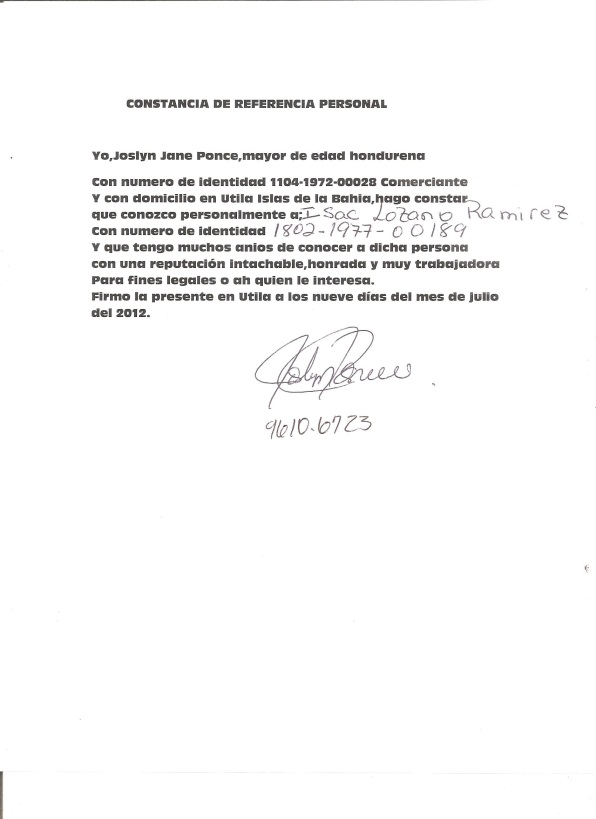 CONSTANCIA DE REFERENCIA PERSONAL
Yo,Joslyn Jane Ponce,mayor de edad hondurena
Con numero de identidad 1104-1972-00028 Comerciante
Y con domicilio en Utila Islas de la Bahia,hago constar
que conozco personalmente a;Isac Lozano Ramirez
Con numero de identidad 1802-1977-00189
Y que tengo muchos anios de conocer a dicha persona
con una reputación intachable,honrada y muy trabajadora
Para fines legales o ah quien le interesa.
Firmo la presente en Utila a los nueve días del mes de julio
del 2012.
Joslyn Ponce
9610.6723